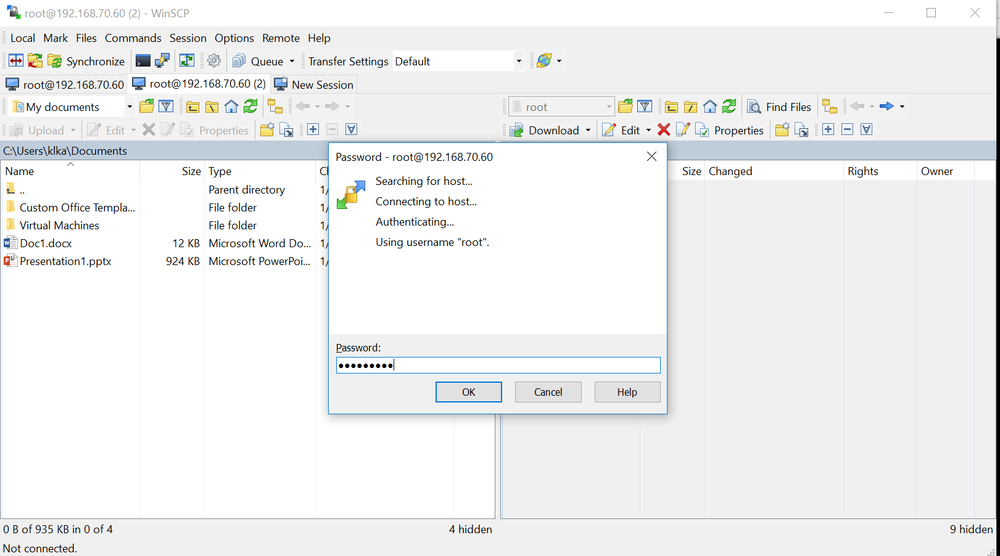 root@192.168.70.60 (2) - WinSCP
Local Mark Files Commands Session Options Remote Help
Synchronize Queue Transfer Settings Default
root@192.168.70.60 root@192.168.70.60 (2) New Session
My documents root Find Files
Upload Edit Properties Download Edit Properties
C:\Users\klka\Documents
Name Size Type Size Changed Rights Owner
.. Parent directory 1/
Custom Office Templa... File folder 1/
Virtual Machines File folder 1/
Doc1.docx 12 KB Microsoft Word Do... 1/
Presentation1.pptx 924 KB Microsoft PowerPoi... 1/
Password - root@192.168.70.60
Searching for host...
Connecting to host...
Authenticating...
Using username "root".
Password:
●●●●●●●●●
OK Cancel Help
0 B of 935 KB in 0 of 4 4 hidden 9 hidden
Not connected.